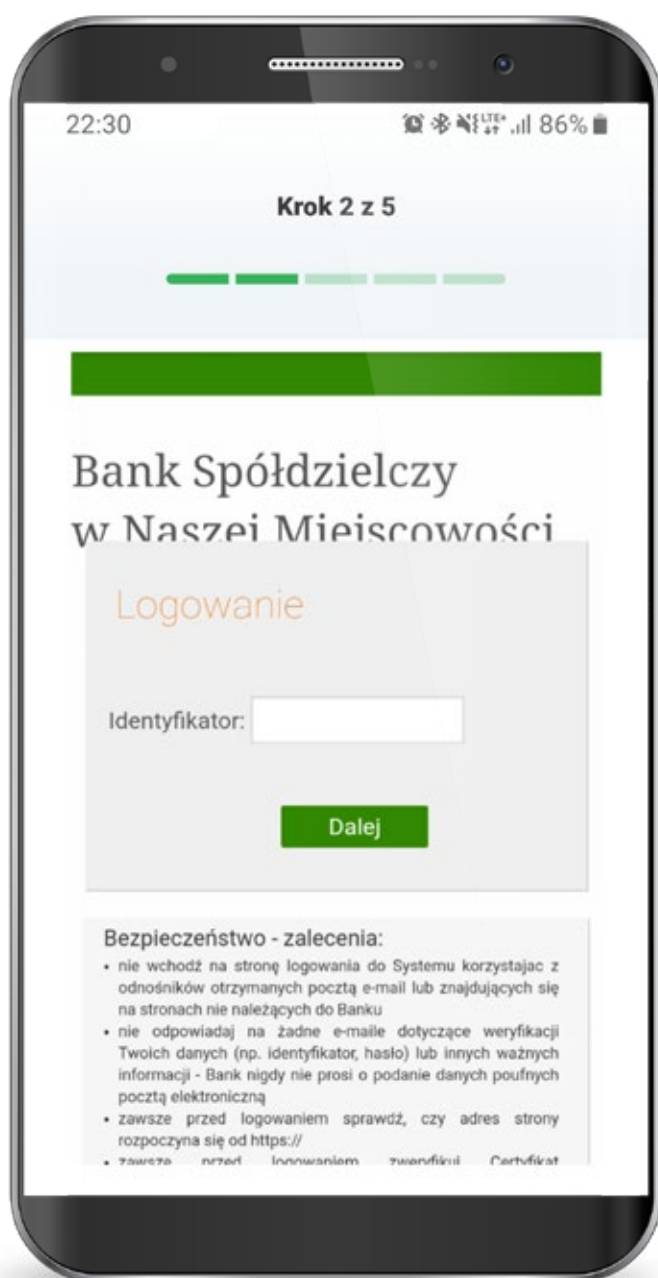 22:30 LTE+ 86%
Krok 2 z 5
Bank Spółdzielczy
w Naszej Miejscowości
Logowanie
Identyfikator:
Dalej
Bezpieczeństwo - zalecenia:
• nie wchodź na stronę logowania do Systemu korzystajac z
odnośników otrzymanych pocztą e-mail lub znajdujących się
na stronach nie należących do Banku
• nie odpowiadaj na żadne e-maile dotyczące weryfikacji
Twoich danych (np. identyfikator, hasło) lub innych ważnych
informacji - Bank nigdy nie prosi o podanie danych poufnych
pocztą elektroniczną
• zawsze przed logowaniem sprawdź, czy adres strony
rozpoczyna się od https://
• zawsze przed logowaniem zweryfikuj Certyfikat